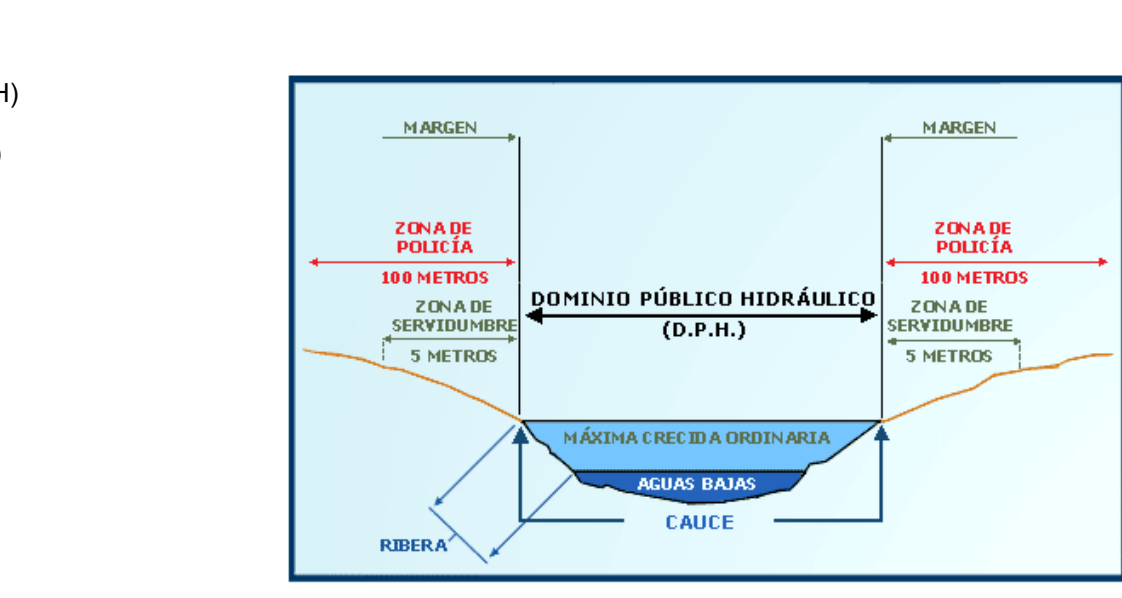 H)
)
MARGEN
MARGEN
ZONA DE
POLICÍA
100 METROS
ZONA DE
POLICÍA
100 METROS
DOMINIO PÚBLICO HIDRÁULICO
(D.P.H.)
ZONA DE
SERVIDUMBRE
5 METROS
ZONA DE
SERVIDUMBRE
5 METROS
MÁXIMA CRECIDA ORDINARIA
AGUAS BAJAS
CAUCE
RIBERA